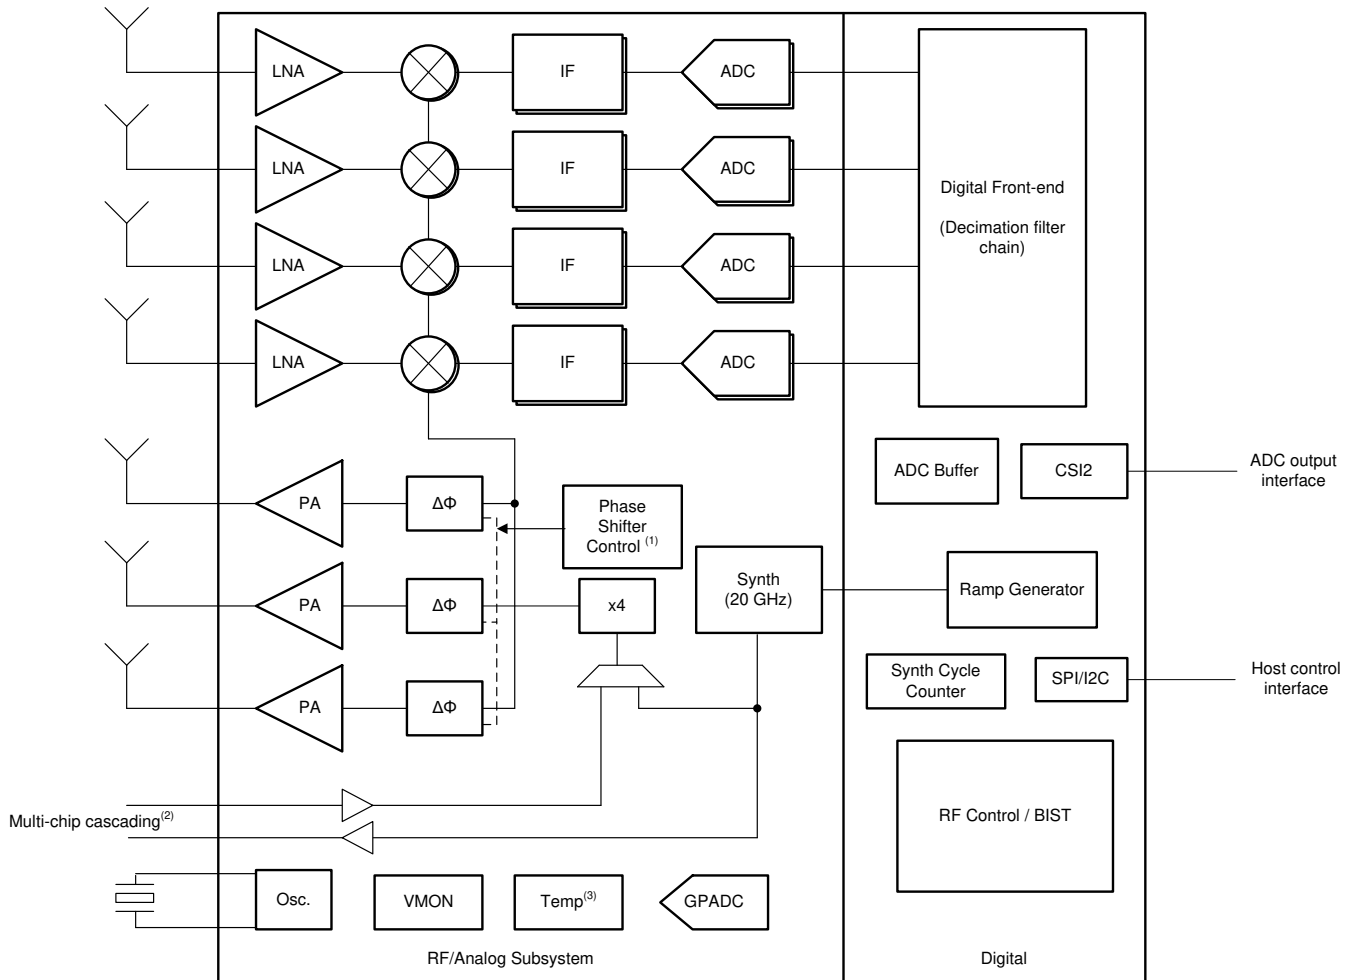 LNA
IF
ADC
LNA
IF
ADC
Digital Front-end
(Decimation filter
chain)
LNA
IF
ADC
LNA
IF
ADC
ADC Buffer
CSI2
ADC output
interface
PA
ΔΦ
Phase
Shifter
Control (1)
PA
ΔΦ
x4
Synth
(20 GHz)
Ramp Generator
PA
ΔΦ
Synth Cycle
Counter
SPI/I2C
Host control
interface
Multi-chip cascading(2)
RF Control / BIST
Osc.
VMON
Temp(3)
GPADC
RF/Analog Subsystem
Digital